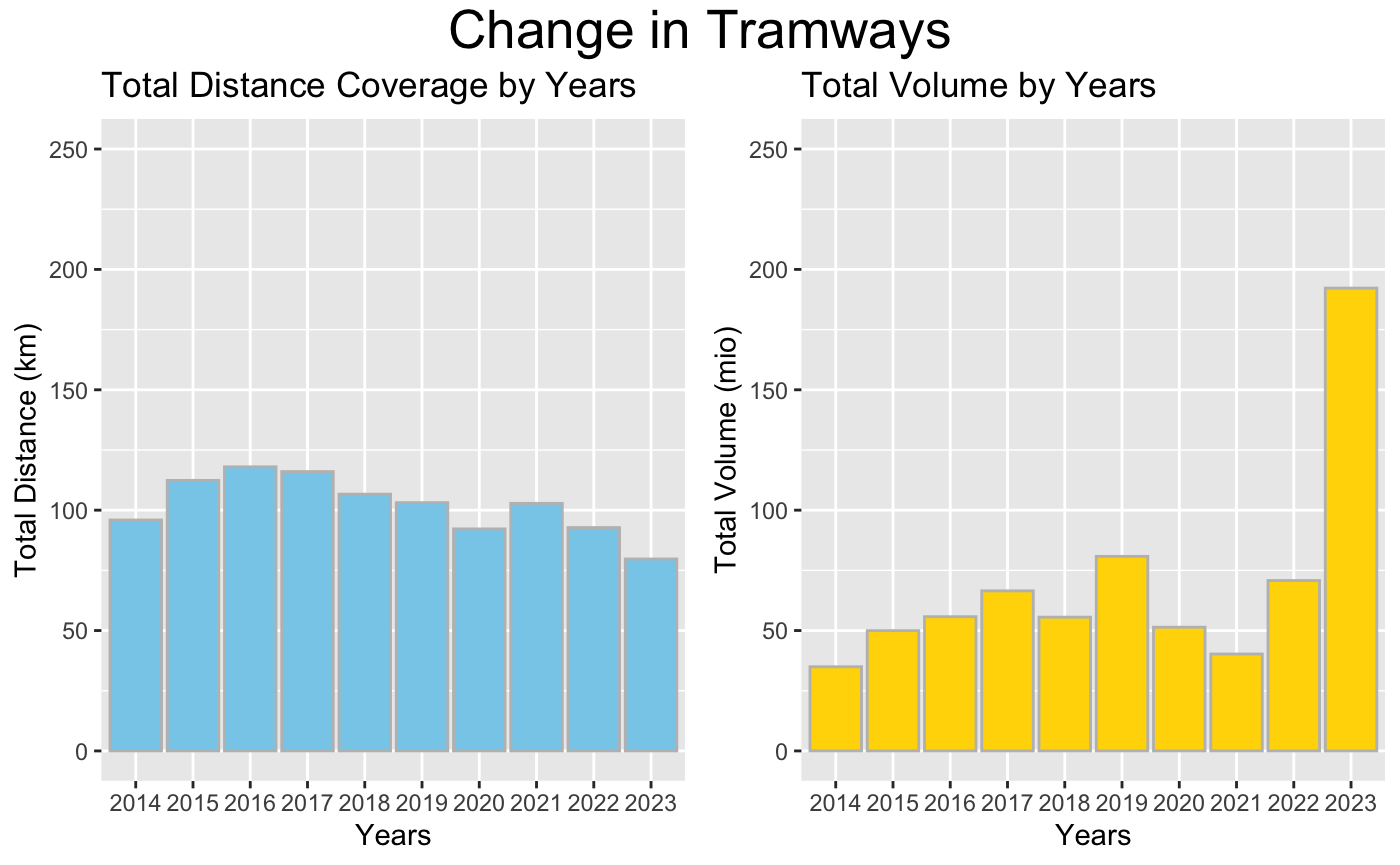 Change in Tramways
Total Distance Coverage by Years
Total Distance (km)
250
200
150
100
50
0
2014 2015 2016 2017 2018 2019 2020 2021 2022 2023
Years
Total Volume by Years
Total Volume (mio)
250
200
150
100
50
0
2014 2015 2016 2017 2018 2019 2020 2021 2022 2023
Years